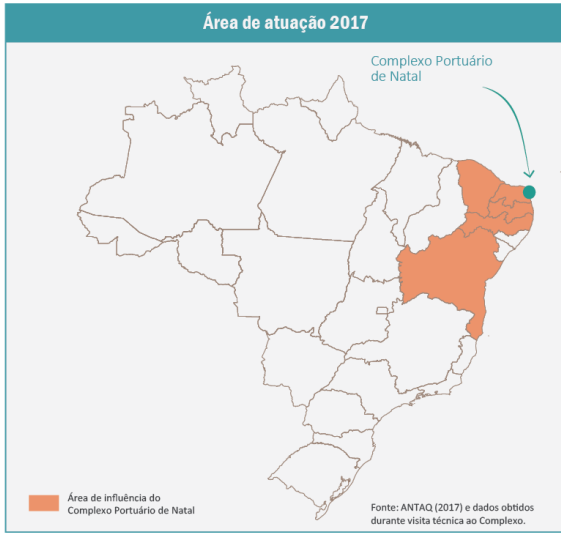 Área de atuação 2017
Complexo Portuário
de Natal
Área de influência do
Complexo Portuário de Natal
Fonte: ANTAQ (2017) e dados obtidos
durante visita técnica ao Complexo.